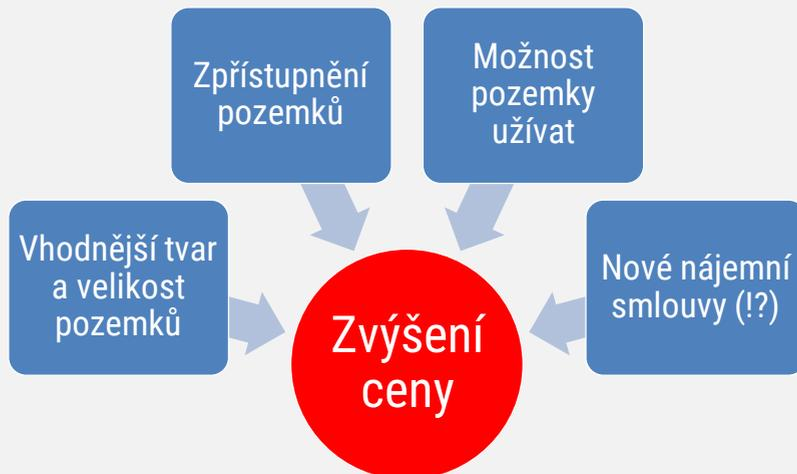 Zpřístupnění
pozemků
Možnost
pozemky
užívat
Vhodnější tvar
a velikost
pozemků
Nové nájemní
smlouvy (!?)
Zvýšení
ceny